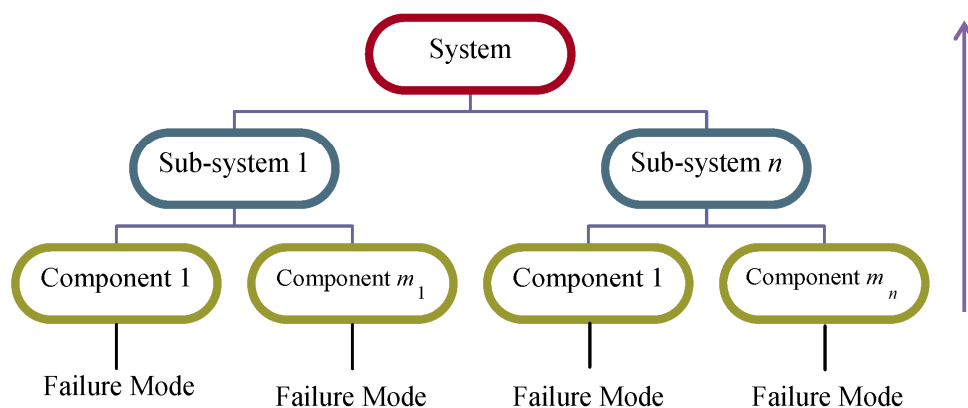 System
Sub-system 1
Sub-system n
Component 1
Component m1
Component 1
Component mn
Failure Mode
Failure Mode
Failure Mode
Failure Mode